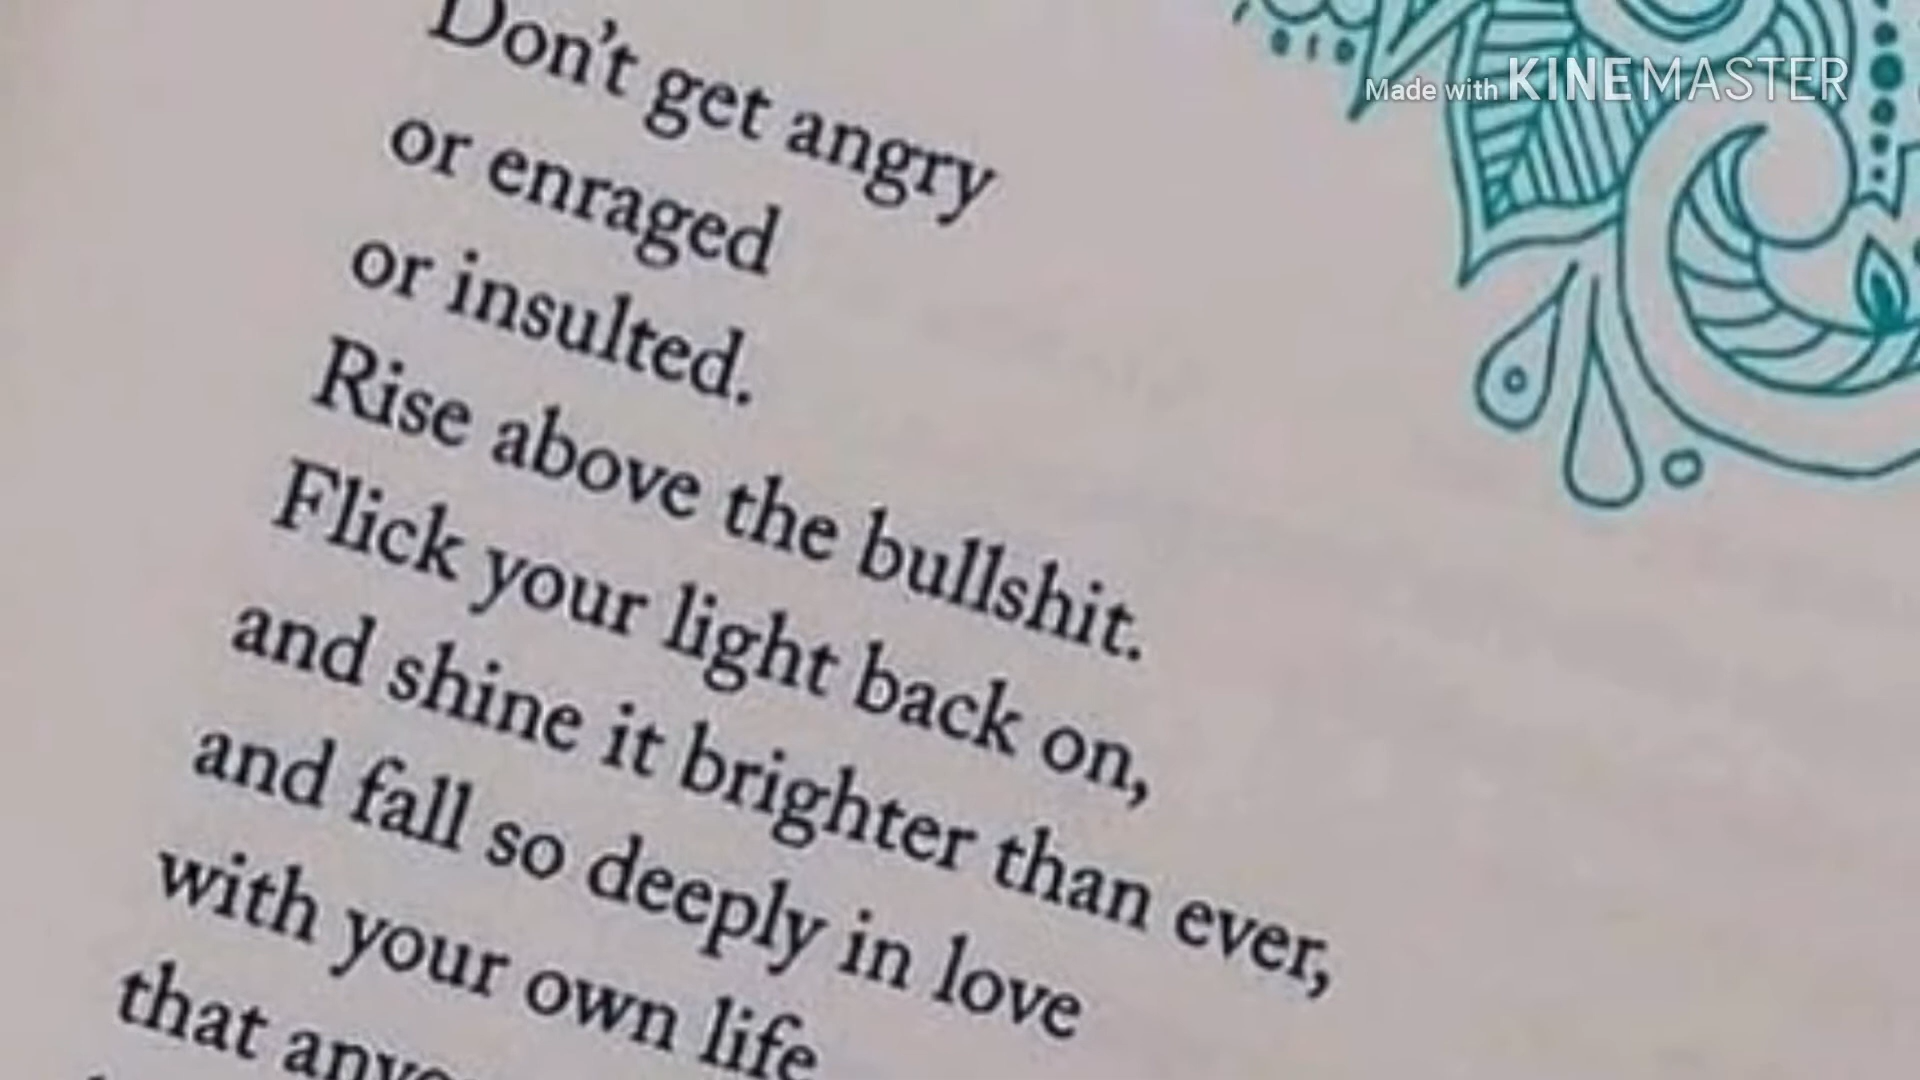 Don't get angry
or enraged
or insulted.
Rise above the bullshit.
Flick your light back on,
and shine it brighter than ever,
and fall so deeply in love
with your own life
that
Made with KINEMASTER